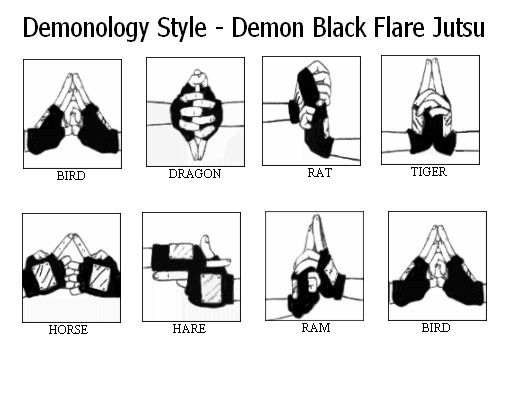 Demonology Style - Demon Black Flare Jutsu
BIRD DRAGON RAT TIGER
HORSE HARE RAM BIRD